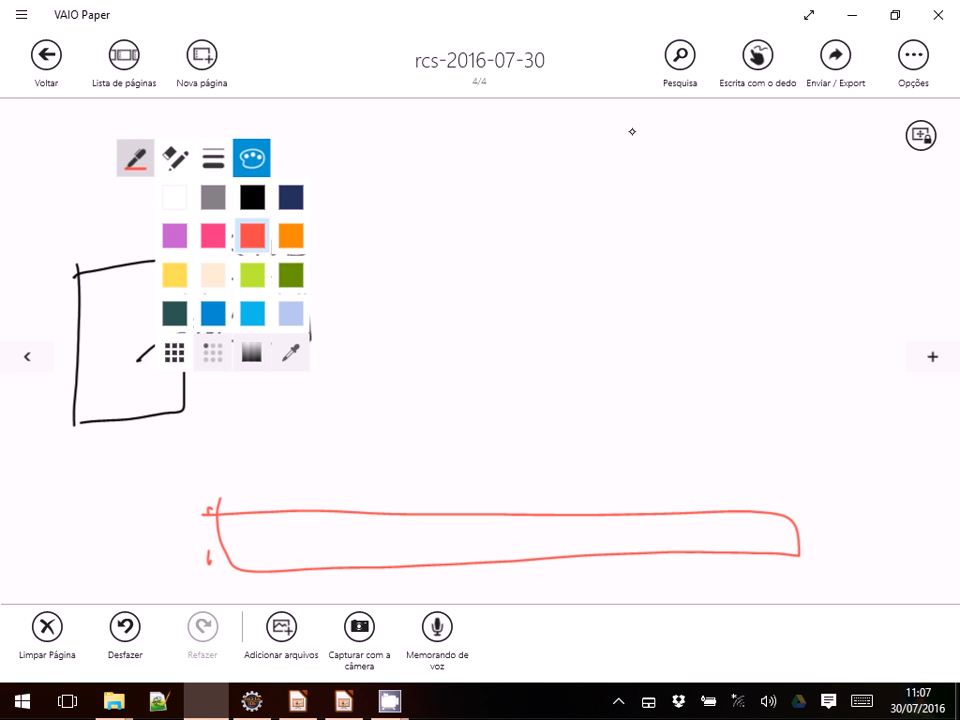 VAIO Paper
rcs-2016-07-30
4/4
Voltar
Lista de páginas
Nova página
Pesquisa
Escrita com o dedo
Enviar / Export
Opções
Limpar Página
Desfazer
Refazer
Adicionar arquivos
Capturar com a
câmera
Memorando de
voz
11:07
30/07/2016